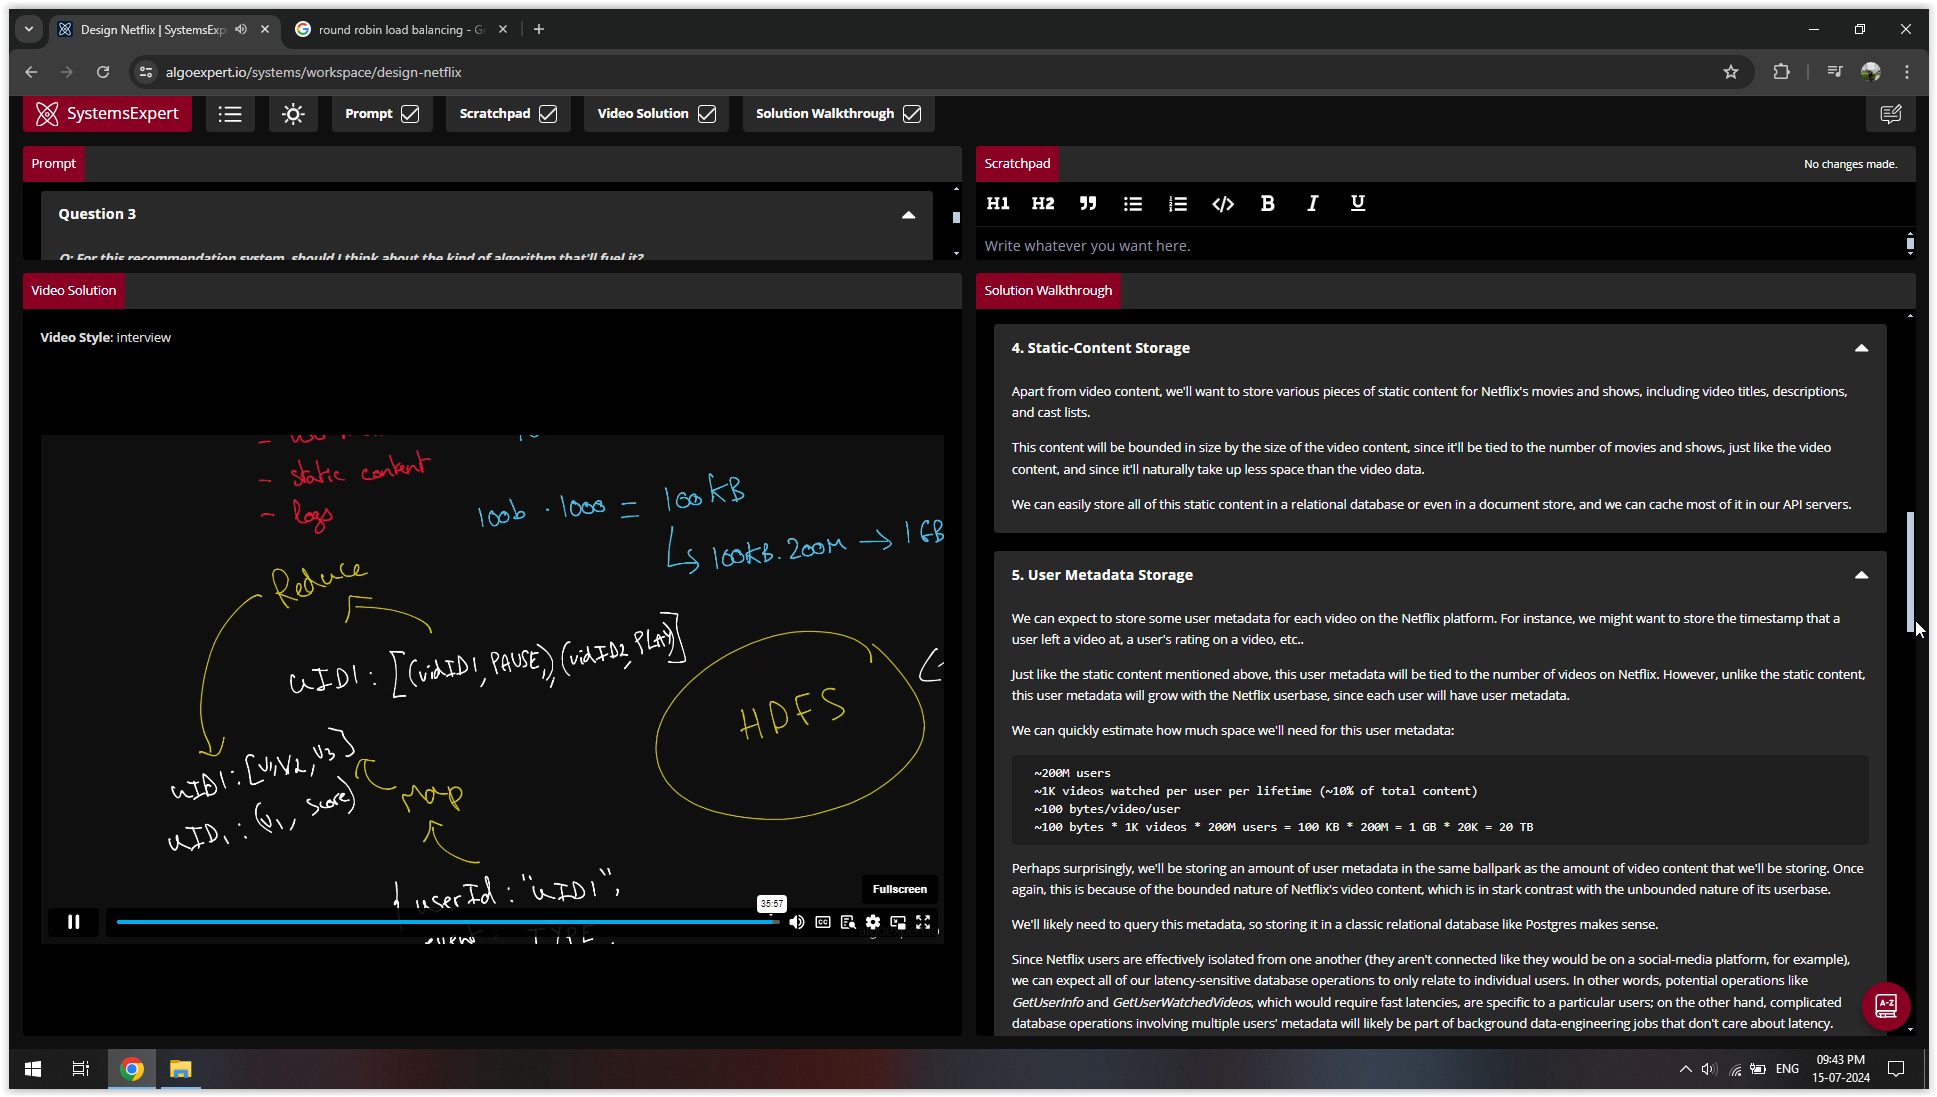 Design Netflix | SystemsExp
round robin load balancing - G
algoexpert.io/systems/workspace/design-netflix
SystemsExpert
Prompt
Scratchpad
Video Solution
Solution Walkthrough
Prompt
Question 3
Q: For this recommendation system, should I think about the kind of algorithm that'll fuel it?
Scratchpad
No changes made.
H1 H2 B I U
Write whatever you want here.
Video Solution
Video Style: interview
- static content
- logs
100b · 1000 = 100KB
100KB.200M → 1GB
Reduce
uID1: [(vidID1, PAUSE), (vidID2, PLAY)]
HDFS
uID1: [v1, v2, v3]
uID1: (v1, score)
Map
{ userId: "uID1",
event: TYPE,
Fullscreen
35:57
CC
Solution Walkthrough
4. Static-Content Storage
Apart from video content, we'll want to store various pieces of static content for Netflix's movies and shows, including video titles, descriptions,
and cast lists.
This content will be bounded in size by the size of the video content, since it'll be tied to the number of movies and shows, just like the video
content, and since it'll naturally take up less space than the video data.
We can easily store all of this static content in a relational database or even in a document store, and we can cache most of it in our API servers.
5. User Metadata Storage
We can expect to store some user metadata for each video on the Netflix platform. For instance, we might want to store the timestamp that a
user left a video at, a user's rating on a video, etc..
Just like the static content mentioned above, this user metadata will be tied to the number of videos on Netflix. However, unlike the static content,
this user metadata will grow with the Netflix userbase, since each user will have user metadata.
We can quickly estimate how much space we'll need for this user metadata:
~200M users
~1K videos watched per user per lifetime (~10% of total content)
~100 bytes/video/user
~100 bytes * 1K videos * 200M users = 100 KB * 200M = 1 GB * 20K = 20 TB
Perhaps surprisingly, we'll be storing an amount of user metadata in the same ballpark as the amount of video content that we'll be storing. Once
again, this is because of the bounded nature of Netflix's video content, which is in stark contrast with the unbounded nature of its userbase.
We'll likely need to query this metadata, so storing it in a classic relational database like Postgres makes sense.
Since Netflix users are effectively isolated from one another (they aren't connected like they would be on a social-media platform, for example),
we can expect all of our latency-sensitive database operations to only relate to individual users. In other words, potential operations like
GetUserInfo and GetUserWatchedVideos, which would require fast latencies, are specific to a particular users; on the other hand, complicated
database operations involving multiple users' metadata will likely be part of background data-engineering jobs that don't care about latency.
A-Z
ENG
09:43 PM
15-07-2024